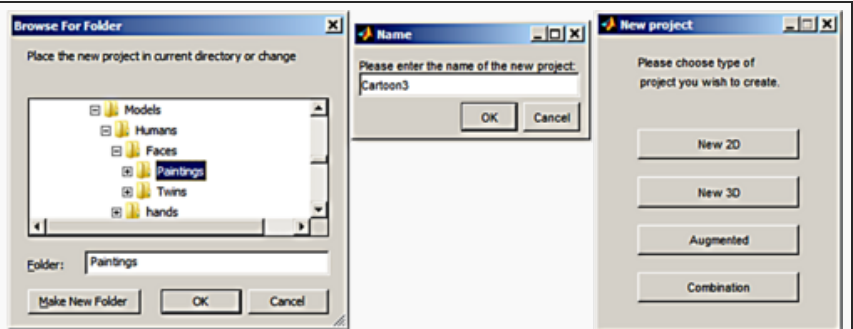 Browse For Folder
Place the new project in current directory or change
Models
Humans
Faces
Paintings
Twins
hands
Folder: Paintings
Make New Folder OK Cancel
Name
Please enter the name of the new project:
Cartoon3
OK Cancel
New project
Please choose type of
project you wish to create.
New 2D
New 3D
Augmented
Combination